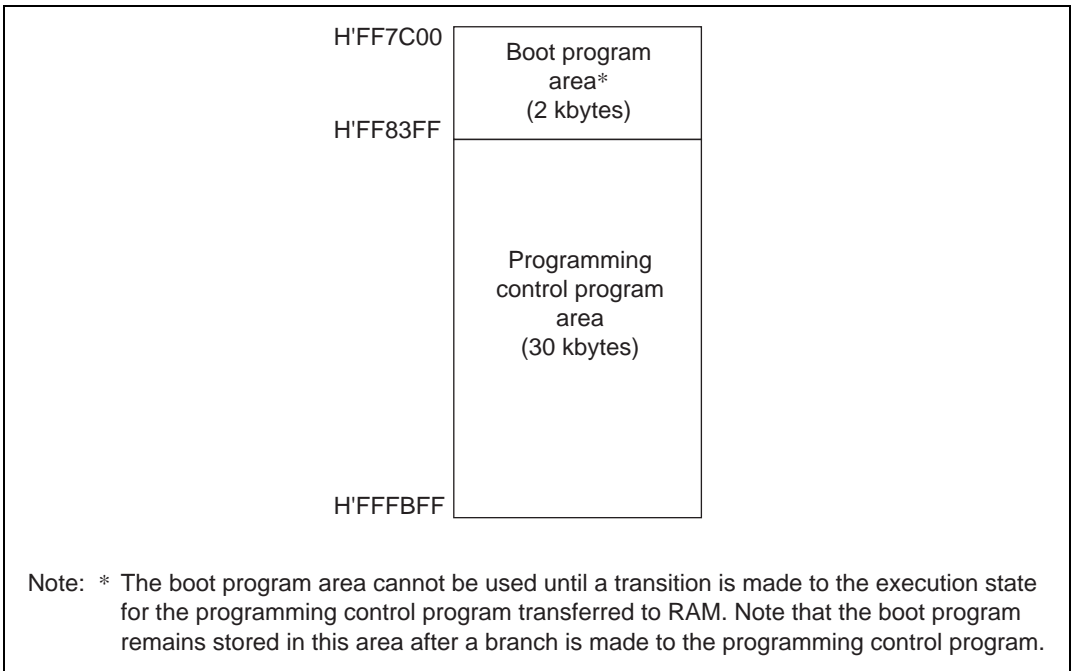 H'FF7C00
Boot program
area*
(2 kbytes)
H'FF83FF
Programming
control program
area
(30 kbytes)
H'FFFBFF
Note: * The boot program area cannot be used until a transition is made to the execution state
for the programming control program transferred to RAM. Note that the boot program
remains stored in this area after a branch is made to the programming control program.